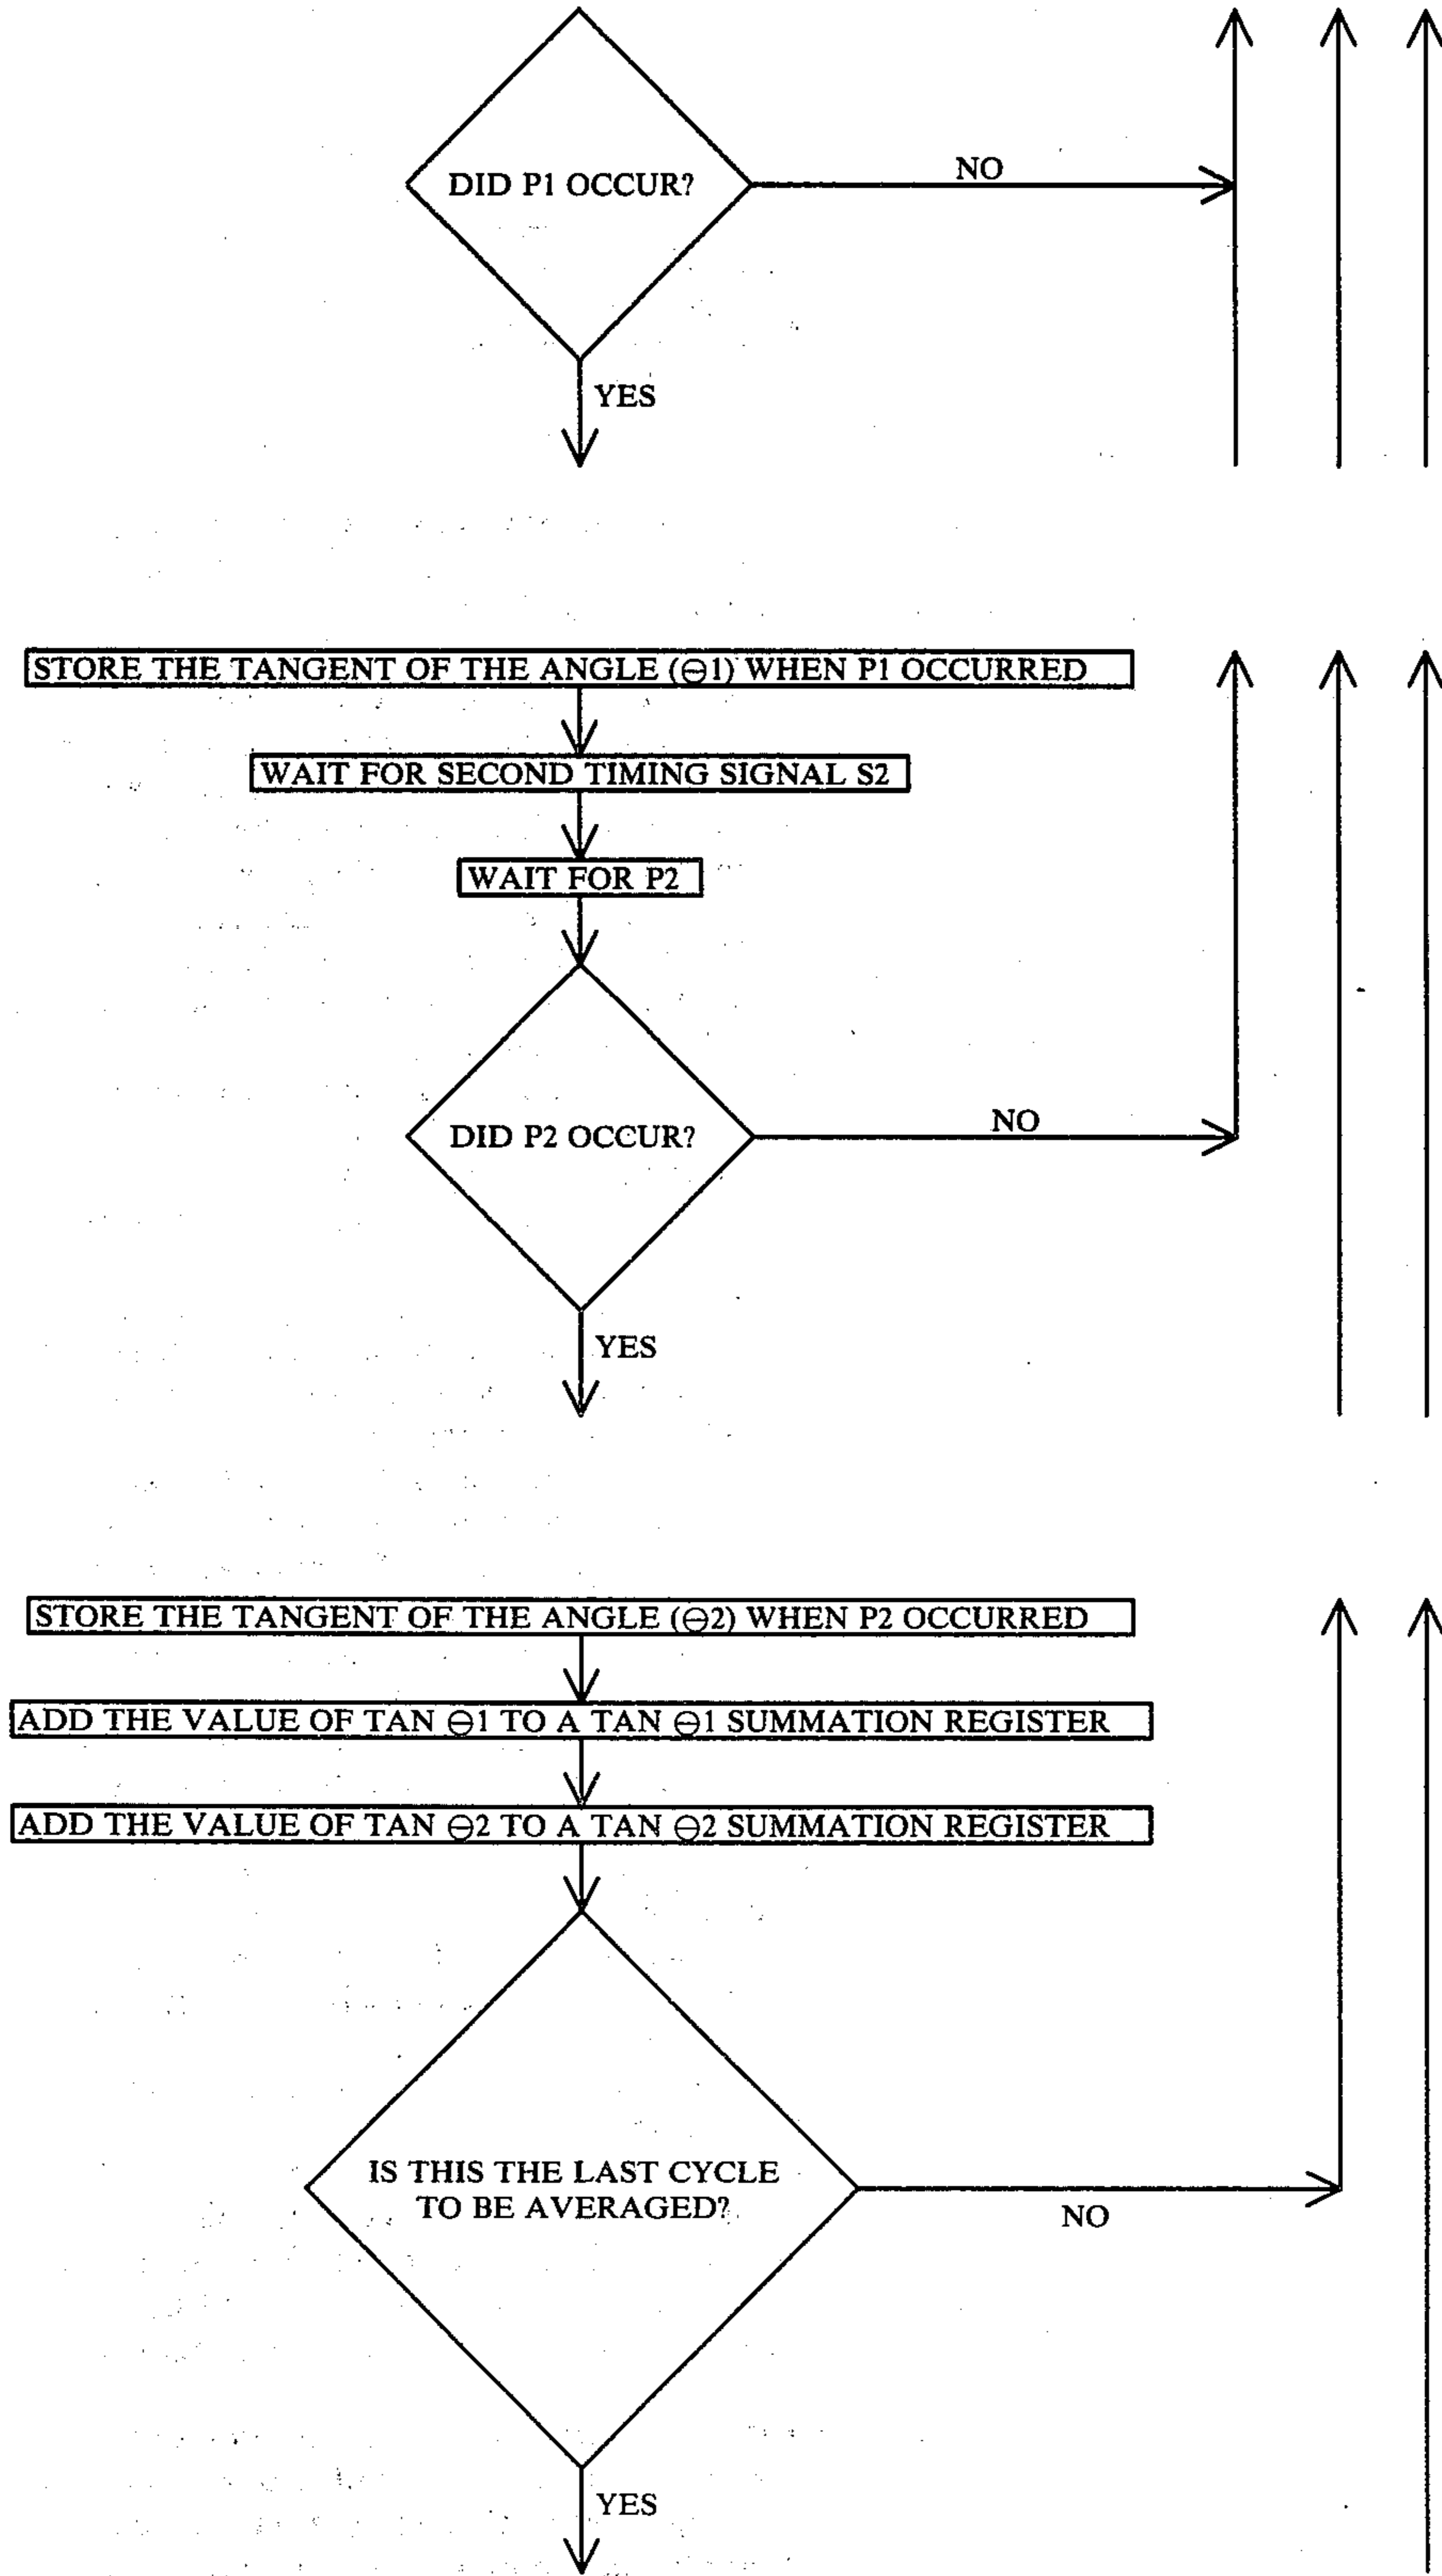 DID P1 OCCUR?
NO
YES
STORE THE TANGENT OF THE ANGLE (⊖1) WHEN P1 OCCURRED
WAIT FOR SECOND TIMING SIGNAL S2
WAIT FOR P2
DID P2 OCCUR?
NO
YES
STORE THE TANGENT OF THE ANGLE (⊖2) WHEN P2 OCCURRED
ADD THE VALUE OF TAN ⊖1 TO A TAN ⊖1 SUMMATION REGISTER
ADD THE VALUE OF TAN ⊖2 TO A TAN ⊖2 SUMMATION REGISTER
IS THIS THE LAST CYCLE
TO BE AVERAGED?
NO
YES